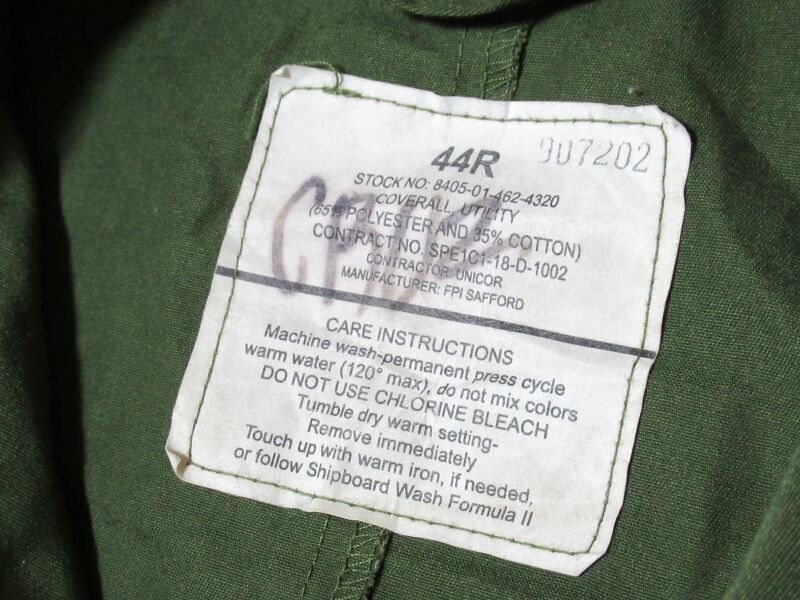 44R 907202
STOCK NO: 8405-01-462-4320
COVERALL, UTILITY
(65% POLYESTER AND 35% COTTON)
CONTRACT NO. SPE1C1-18-D-1002
CONTRACTOR: UNICOR
MANUFACTURER: FPI SAFFORD
CARE INSTRUCTIONS
Machine wash-permanent press cycle
warm water (120° max), do not mix colors
DO NOT USE CHLORINE BLEACH
Tumble dry warm setting-
Remove immediately
Touch up with warm iron, if needed,
or follow Shipboard Wash Formula II